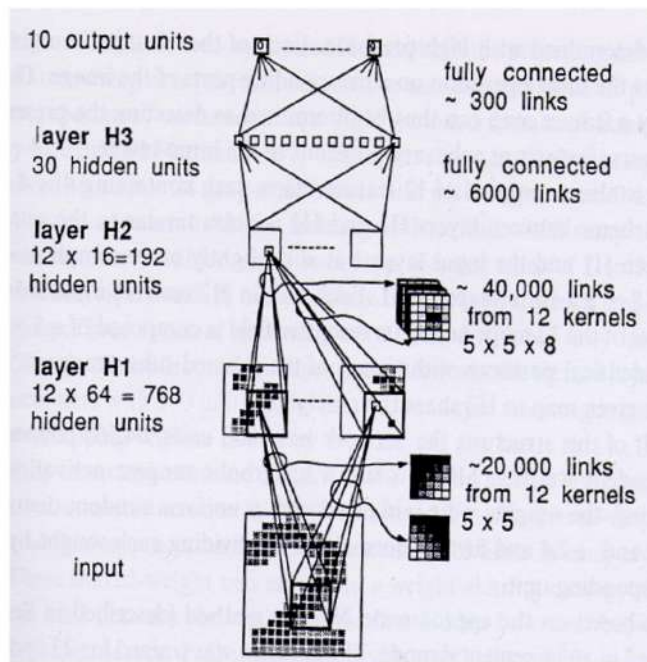 10 output units
fully connected
~ 300 links
layer H3
30 hidden units
fully connected
~ 6000 links
layer H2
12 x 16=192
hidden units
~ 40,000 links
from 12 kernels
5 x 5 x 8
layer H1
12 x 64 = 768
hidden units
~20,000 links
from 12 kernels
5 x 5
input